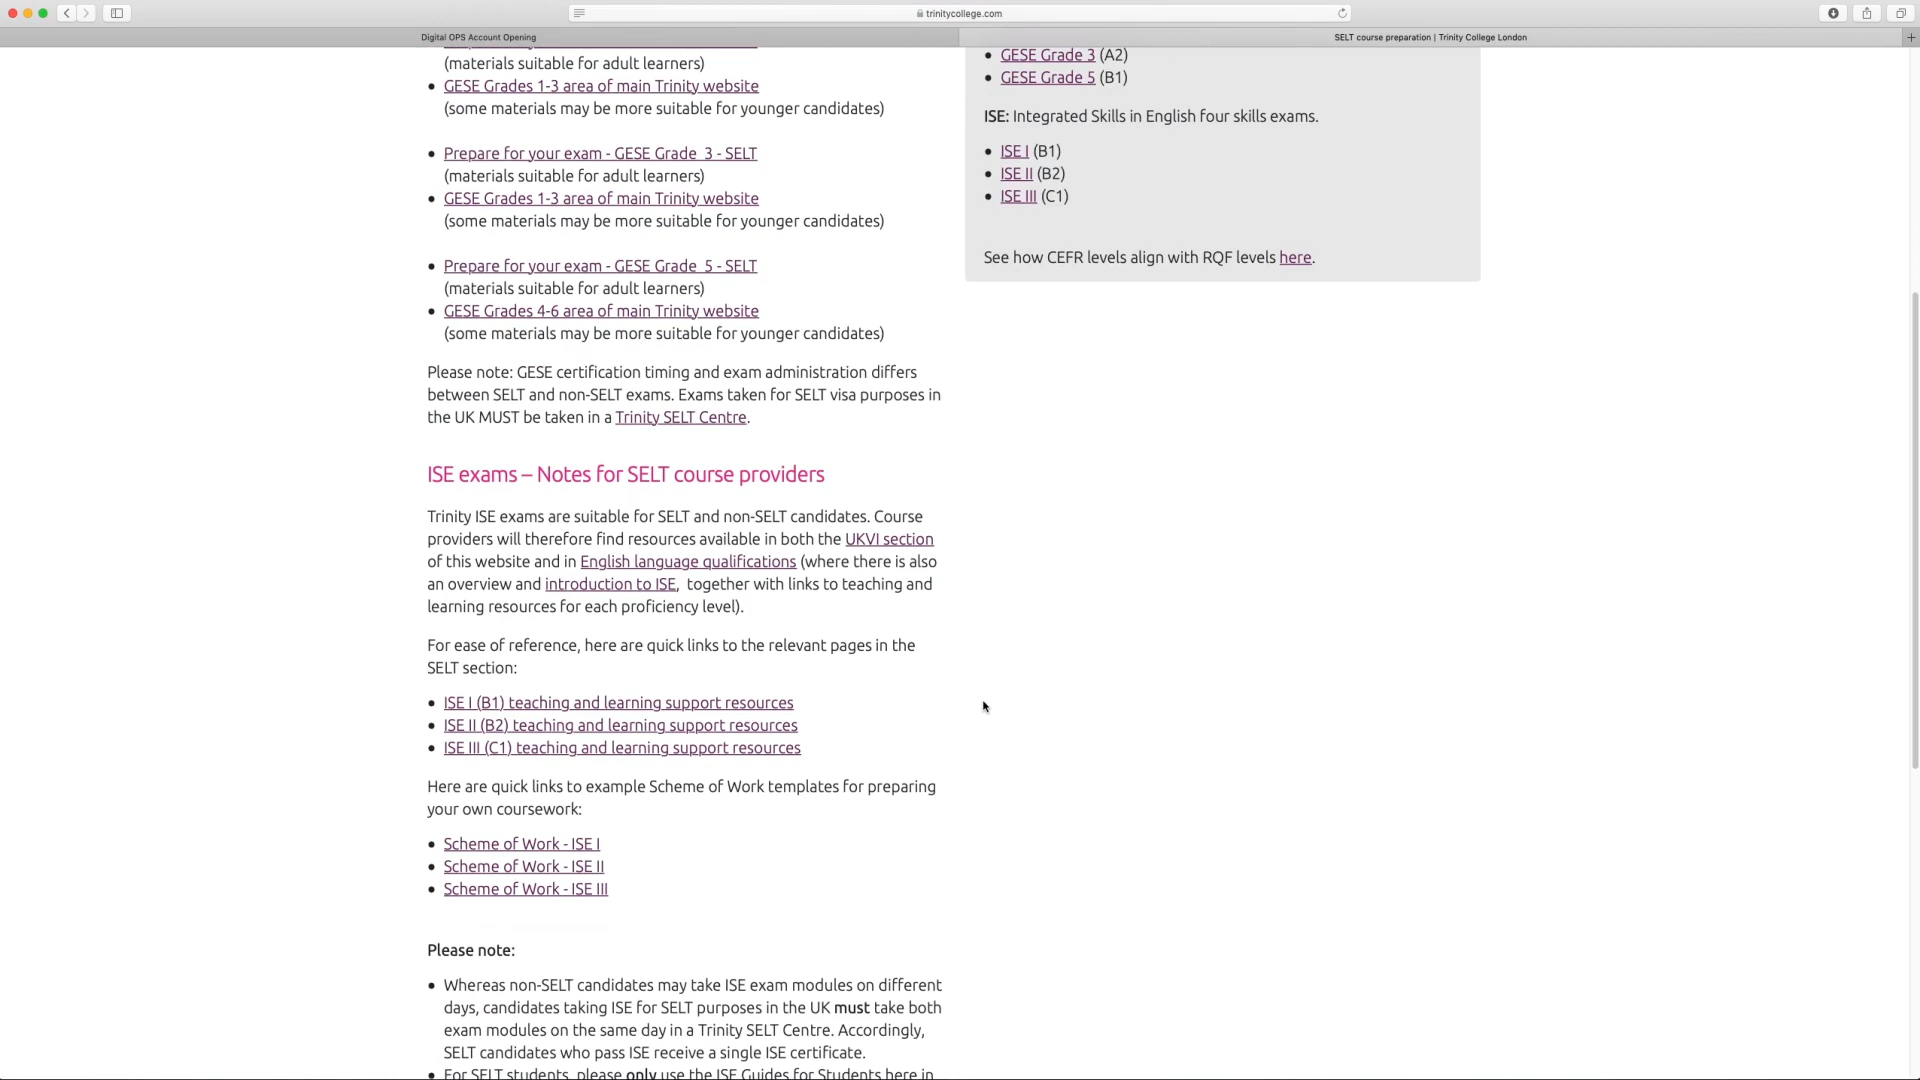 trinitycollege.com
Digital OPS Account Opening
SELT course preparation | Trinity College London
(materials suitable for adult learners)
GESE Grades 1-3 area of main Trinity website
(some materials may be more suitable for younger candidates)
Prepare for your exam - GESE Grade  3 - SELT
(materials suitable for adult learners)
GESE Grades 1-3 area of main Trinity website
(some materials may be more suitable for younger candidates)
Prepare for your exam - GESE Grade  5 - SELT
(materials suitable for adult learners)
GESE Grades 4-6 area of main Trinity website
(some materials may be more suitable for younger candidates)
Please note: GESE certification timing and exam administration differs
between SELT and non-SELT exams. Exams taken for SELT visa purposes in
the UK MUST be taken in a Trinity SELT Centre.
ISE exams – Notes for SELT course providers
Trinity ISE exams are suitable for SELT and non-SELT candidates. Course
providers will therefore find resources available in both the UKVI section
of this website and in English language qualifications (where there is also
an overview and introduction to ISE,  together with links to teaching and
learning resources for each proficiency level).
For ease of reference, here are quick links to the relevant pages in the
SELT section:
ISE I (B1) teaching and learning support resources
ISE II (B2) teaching and learning support resources
ISE III (C1) teaching and learning support resources
Here are quick links to example Scheme of Work templates for preparing
your own coursework:
Scheme of Work - ISE I
Scheme of Work - ISE II
Scheme of Work - ISE III
Please note:
Whereas non-SELT candidates may take ISE exam modules on different
days, candidates taking ISE for SELT purposes in the UK must take both
exam modules on the same day in a Trinity SELT Centre. Accordingly,
SELT candidates who pass ISE receive a single ISE certificate.
For SELT students, please only use the ISE Guides for Students here in
GESE Grade 3 (A2)
GESE Grade 5 (B1)
ISE: Integrated Skills in English four skills exams.
ISE I (B1)
ISE II (B2)
ISE III (C1)
See how CEFR levels align with RQF levels here.